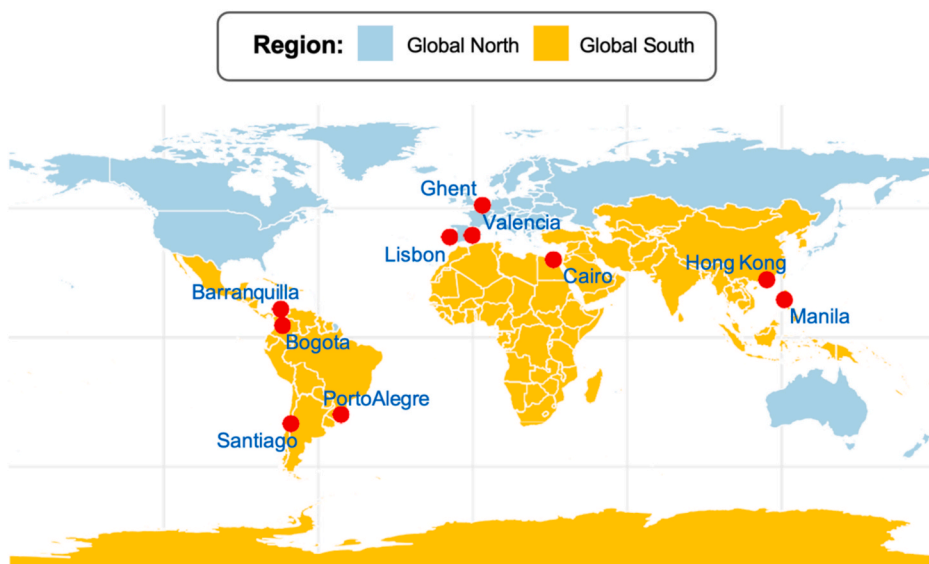 Region: Global North Global South
Ghent
Valencia
Lisbon
Cairo
Hong Kong
Barranquilla
Manila
Bogota
PortoAlegre
Santiago